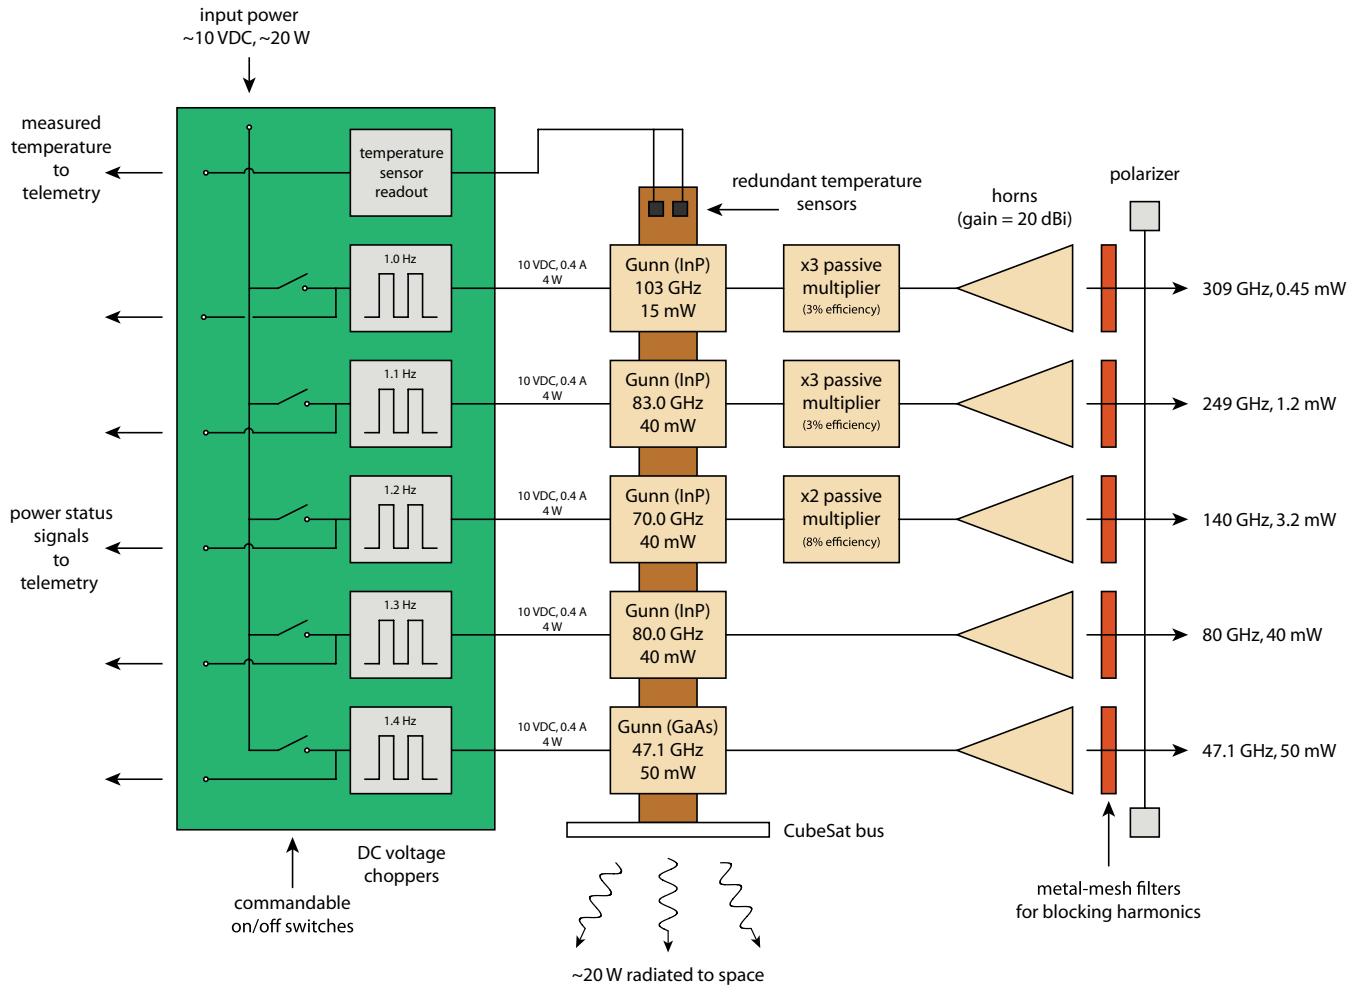 input power
~10 VDC, ~20 W
measured
temperature
to
telemetry
temperature
sensor
readout
redundant temperature
sensors
horns
(gain = 20 dBi)
polarizer
1.0 Hz
10 VDC, 0.4 A
4 W
Gunn (InP)
103 GHz
15 mW
x3 passive
multiplier
(3% efficiency)
309 GHz, 0.45 mW
1.1 Hz
10 VDC, 0.4 A
4 W
Gunn (InP)
83.0 GHz
40 mW
x3 passive
multiplier
(3% efficiency)
249 GHz, 1.2 mW
power status
signals
to
telemetry
1.2 Hz
10 VDC, 0.4 A
4 W
Gunn (InP)
70.0 GHz
40 mW
x2 passive
multiplier
(8% efficiency)
140 GHz, 3.2 mW
1.3 Hz
10 VDC, 0.4 A
4 W
Gunn (InP)
80.0 GHz
40 mW
80 GHz, 40 mW
1.4 Hz
10 VDC, 0.4 A
4 W
Gunn (GaAs)
47.1 GHz
50 mW
47.1 GHz, 50 mW
CubeSat bus
DC voltage
choppers
commandable
on/off switches
metal-mesh filters
for blocking harmonics
~20 W radiated to space